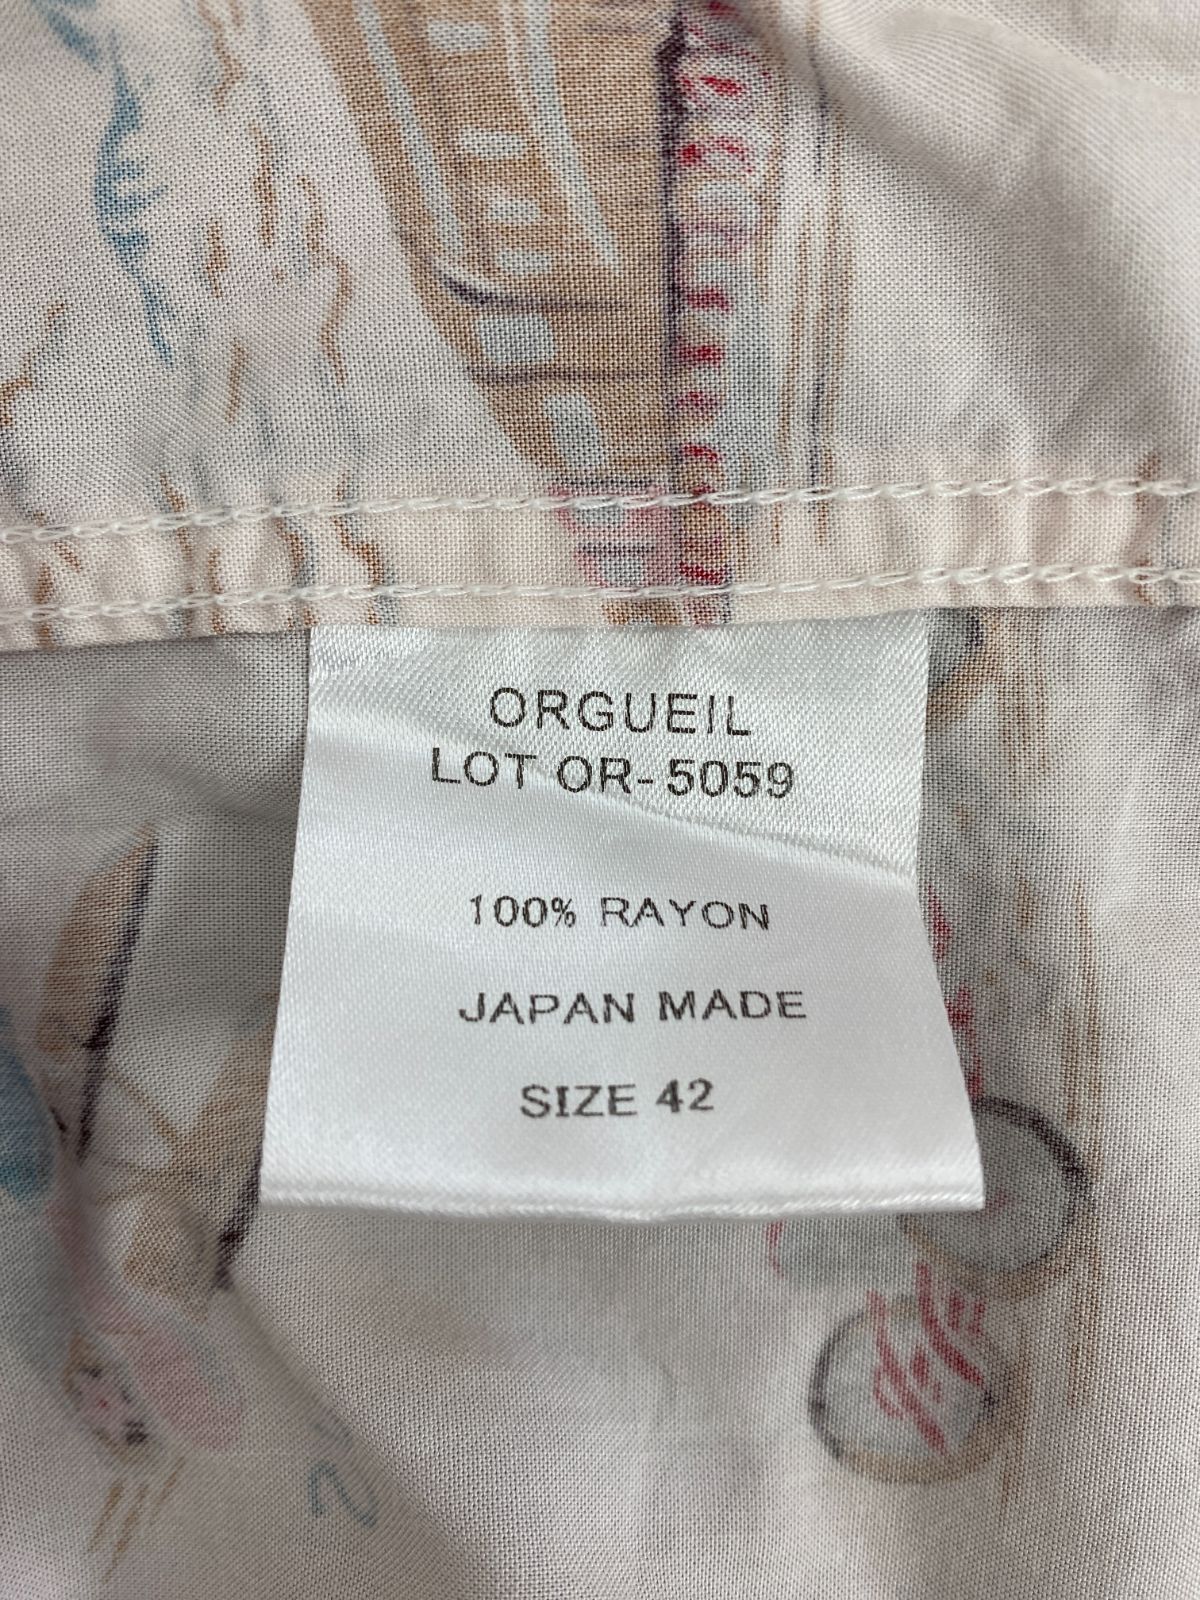 ORGUEIL
LOT OR-5059
100% RAYON
JAPAN MADE
SIZE 42